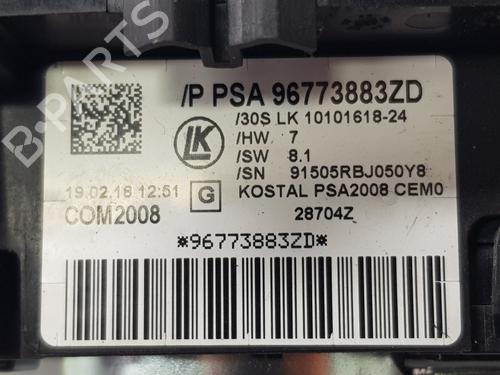 /P PSA 96773883ZD
/30S LK 10101618-24
LK
/HW 7
/SW 8.1
/SN 91505RBJ050Y8
19.02.16 12:51
G
KOSTAL PSA2008 CEM0
COM2008
28704Z
*96773883ZD*
B-PARTS